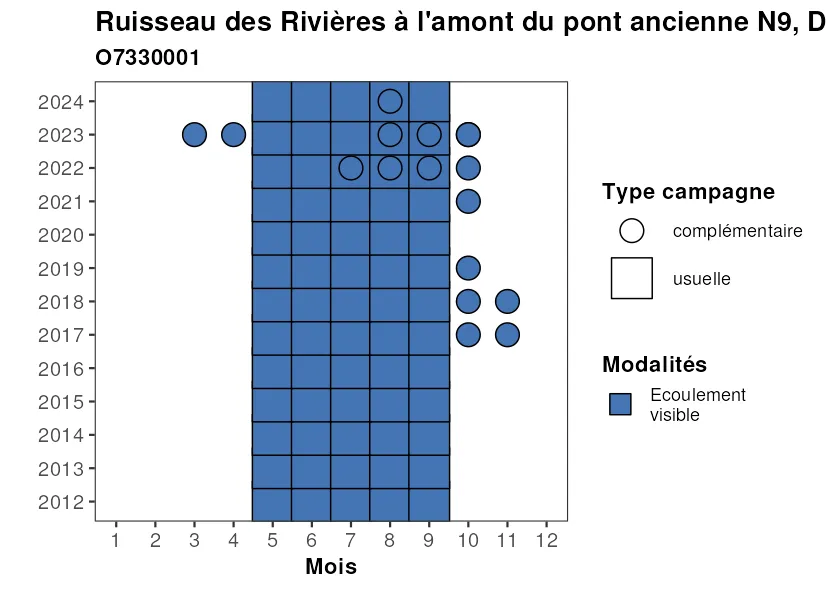 Ruisseau des Rivières à l'amont du pont ancienne N9, D
O7330001
2024
2023
2022
2021
2020
2019
2018
2017
2016
2015
2014
2013
2012
1 2 3 4 5 6 7 8 9 10 11 12
Mois
Type campagne
complémentaire
usuelle
Modalités
Ecoulement
visible